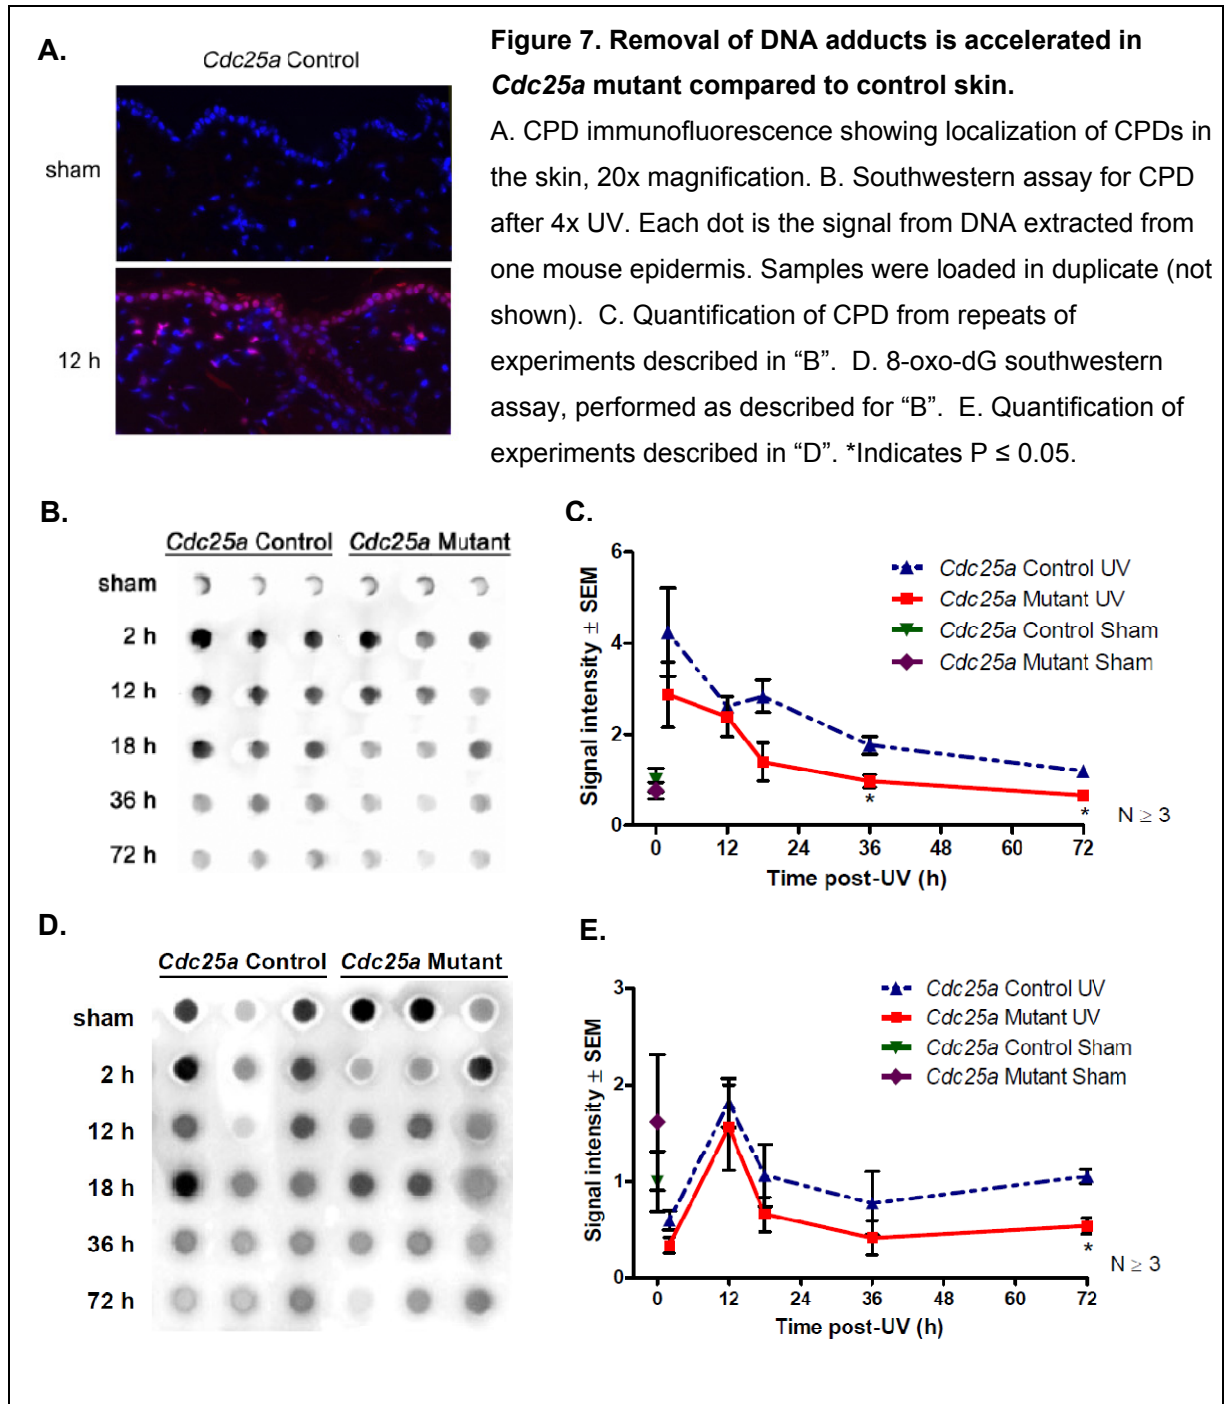 A.
Cdc25a Control
sham
12 h
Figure 7. Removal of DNA adducts is accelerated in
Cdc25a mutant compared to control skin.
A. CPD immunofluorescence showing localization of CPDs in
the skin, 20x magnification. B. Southwestern assay for CPD
after 4x UV. Each dot is the signal from DNA extracted from
one mouse epidermis. Samples were loaded in duplicate (not
shown). C. Quantification of CPD from repeats of
experiments described in “B”. D. 8-oxo-dG southwestern
assay, performed as described for “B”. E. Quantification of
experiments described in “D”. *Indicates P ≤ 0.05.
B.
Cdc25a Control Cdc25a Mutant
sham
2 h
12 h
18 h
36 h
72 h
C.
Signal intensity ± SEM
6
4
2
0
Cdc25a Control UV
Cdc25a Mutant UV
Cdc25a Control Sham
Cdc25a Mutant Sham
*
*
N ≥ 3
0 12 24 36 48 60 72
Time post-UV (h)
D.
Cdc25a Control Cdc25a Mutant
sham
2 h
12 h
18 h
36 h
72 h
E.
Signal intensity ± SEM
3
2
1
0
Cdc25a Control UV
Cdc25a Mutant UV
Cdc25a Control Sham
Cdc25a Mutant Sham
*
N ≥ 3
0 12 24 36 48 60 72
Time post-UV (h)